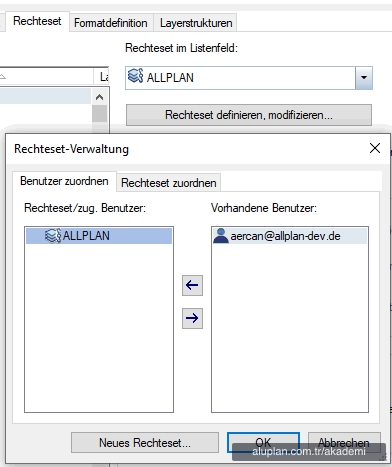 Rechteset
Formatdefinition
Layerstrukturen
Rechteset im Listenfeld:
ALLPLAN
Rechteset definieren, modifizieren...
Rechteset-Verwaltung
Benutzer zuordnen
Rechteset zuordnen
Rechteset/zug. Benutzer:
Vorhandene Benutzer:
ALLPLAN
aercan@allplan-dev.de
Neues Rechteset...
OK
Abbrechen
aluplan.com.tr/akademi